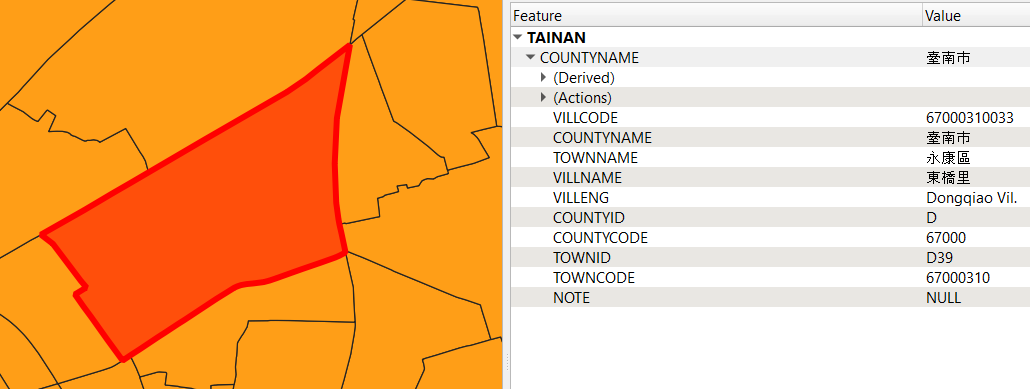 Feature Value
TAINAN
COUNTYNAME 臺南市
(Derived)
(Actions)
VILLCODE 67000310033
COUNTYNAME 臺南市
TOWNNAME 永康區
VILLNAME 東橋里
VILLENG Dongqiao Vil.
COUNTYID D
COUNTYCODE 67000
TOWNID D39
TOWNCODE 67000310
NOTE NULL